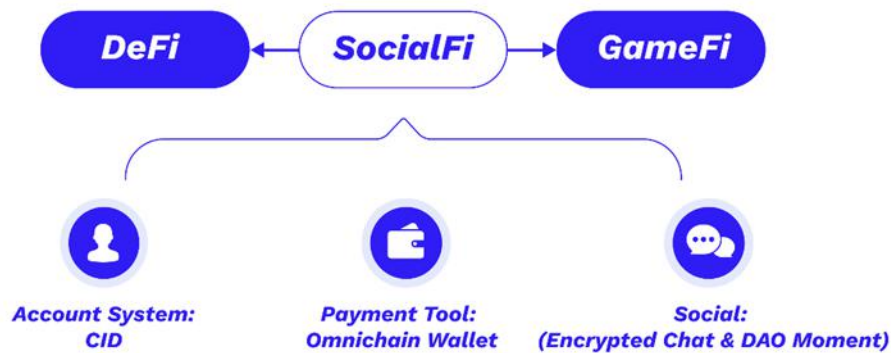 DeFi
SocialFi
GameFi
Account System:
CID
Payment Tool:
Omnichain Wallet
Social:
(Encrypted Chat & DAO Moment)